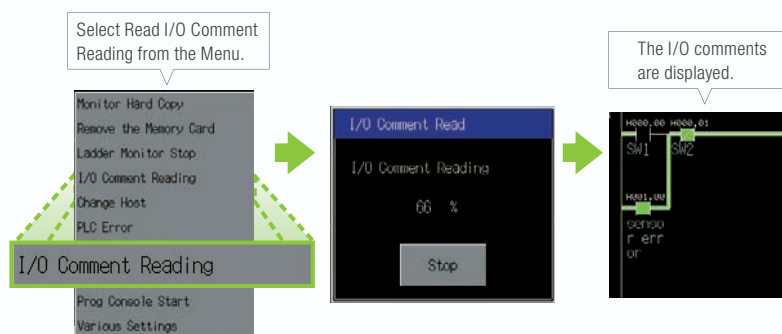 Select Read I/O Comment
Reading from the Menu.
Monitor Hard Copy
Remove the Memory Card
Ladder Monitor Stop
I/O Comment Reading
Change Host
PLC Error
I/O Comment Reading
Prog Console Start
Various Settings
I/O Comment Read
I/O Comment Reading
66 %
Stop
The I/O comments
are displayed.
H000.00 H000.01
SW1 SW2
H001.00
senso
r err
or